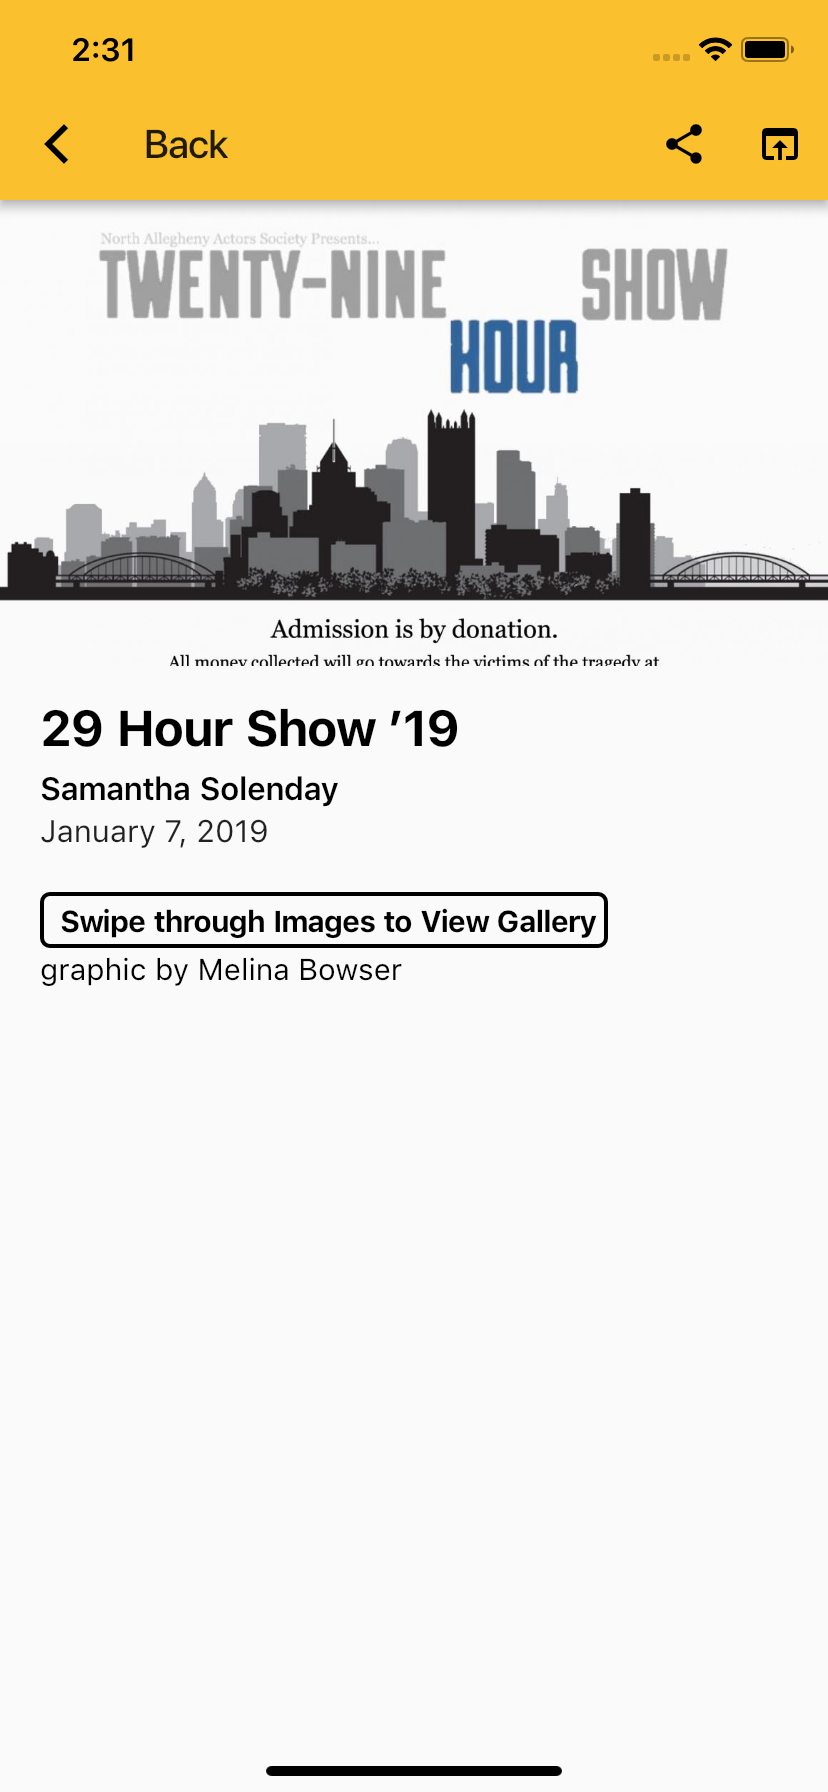 2:31
Back
North Allegheny Actors Society Presents...
TWENTY-NINE SHOW
HOUR
Admission is by donation.
All money collected will go towards the victims of the tragedy at
29 Hour Show ’19
Samantha Solenday
January 7, 2019
Swipe through Images to View Gallery
graphic by Melina Bowser